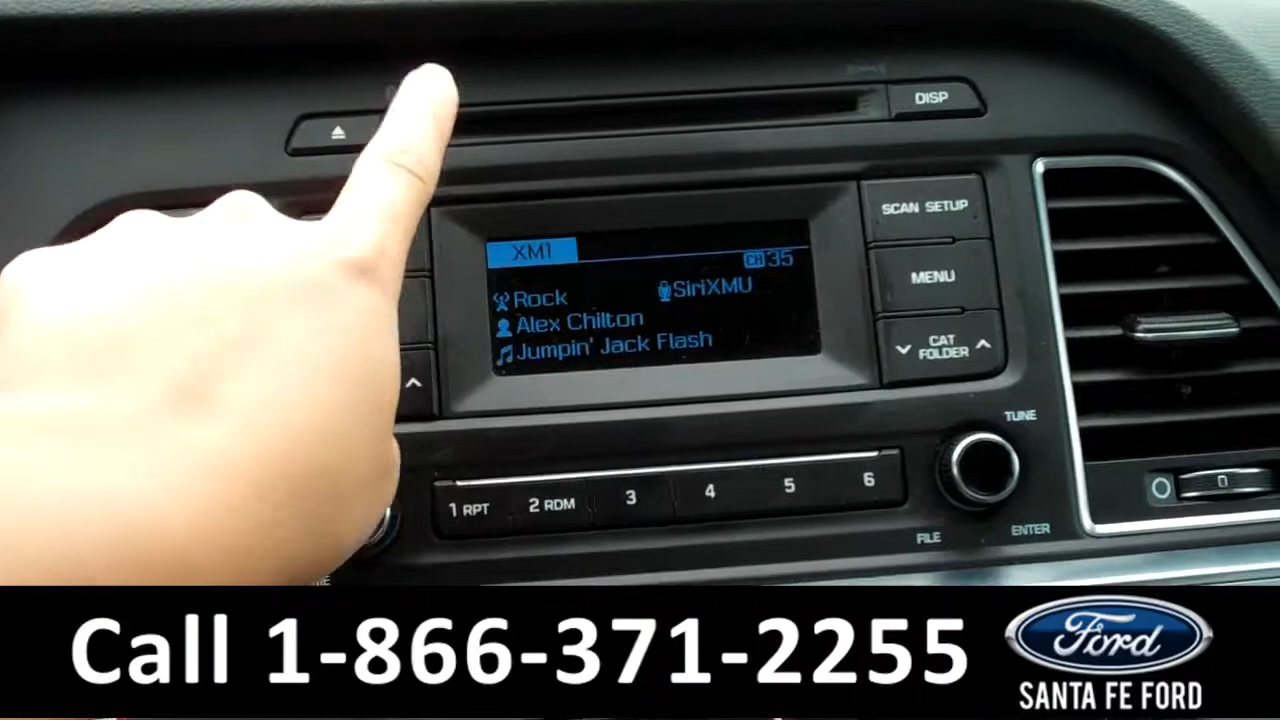 DISP
SCAN SETUP
XM1
CH 35
MENU
Rock
SiriXMU
Alex Chilton
Jumpin' Jack Flash
CAT
FOLDER
TUNE
1 RPT
2 RDM
3
4
5
6
FILE
ENTER
Call 1-866-371-2255
Ford
SANTA FE FORD